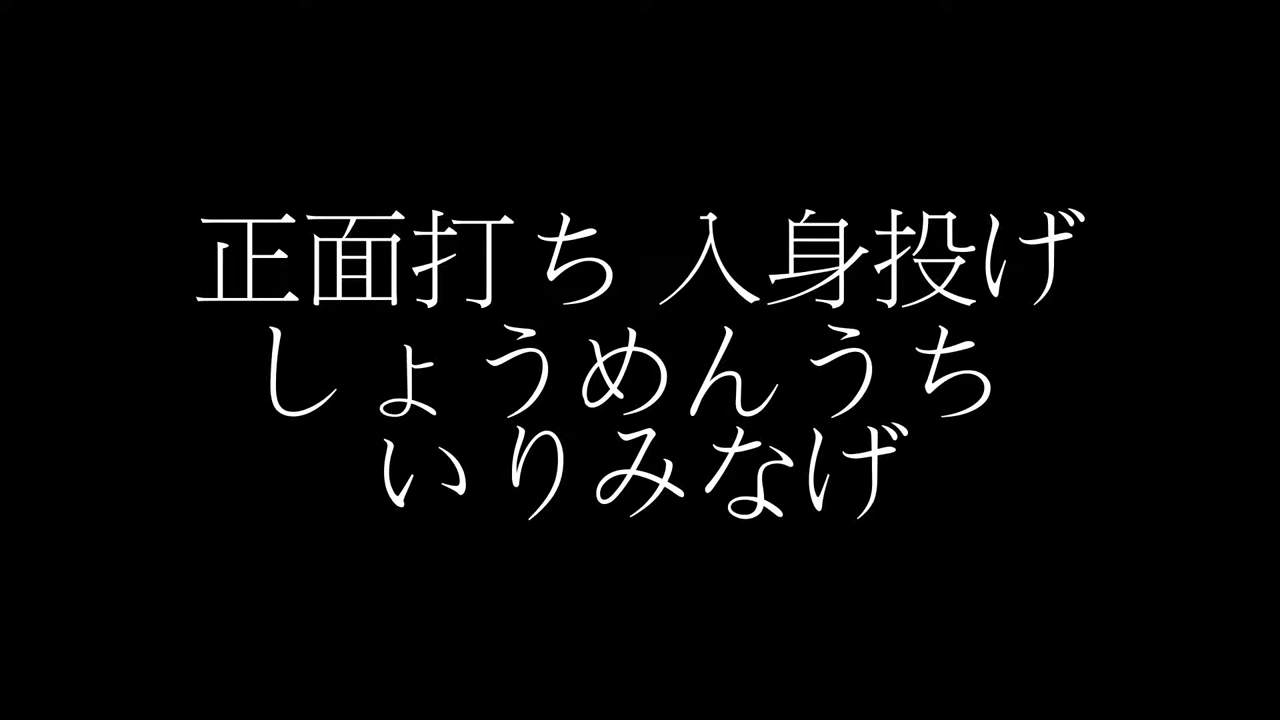 正面打ち 入身投げ
しょうめんうち
いりみなげ